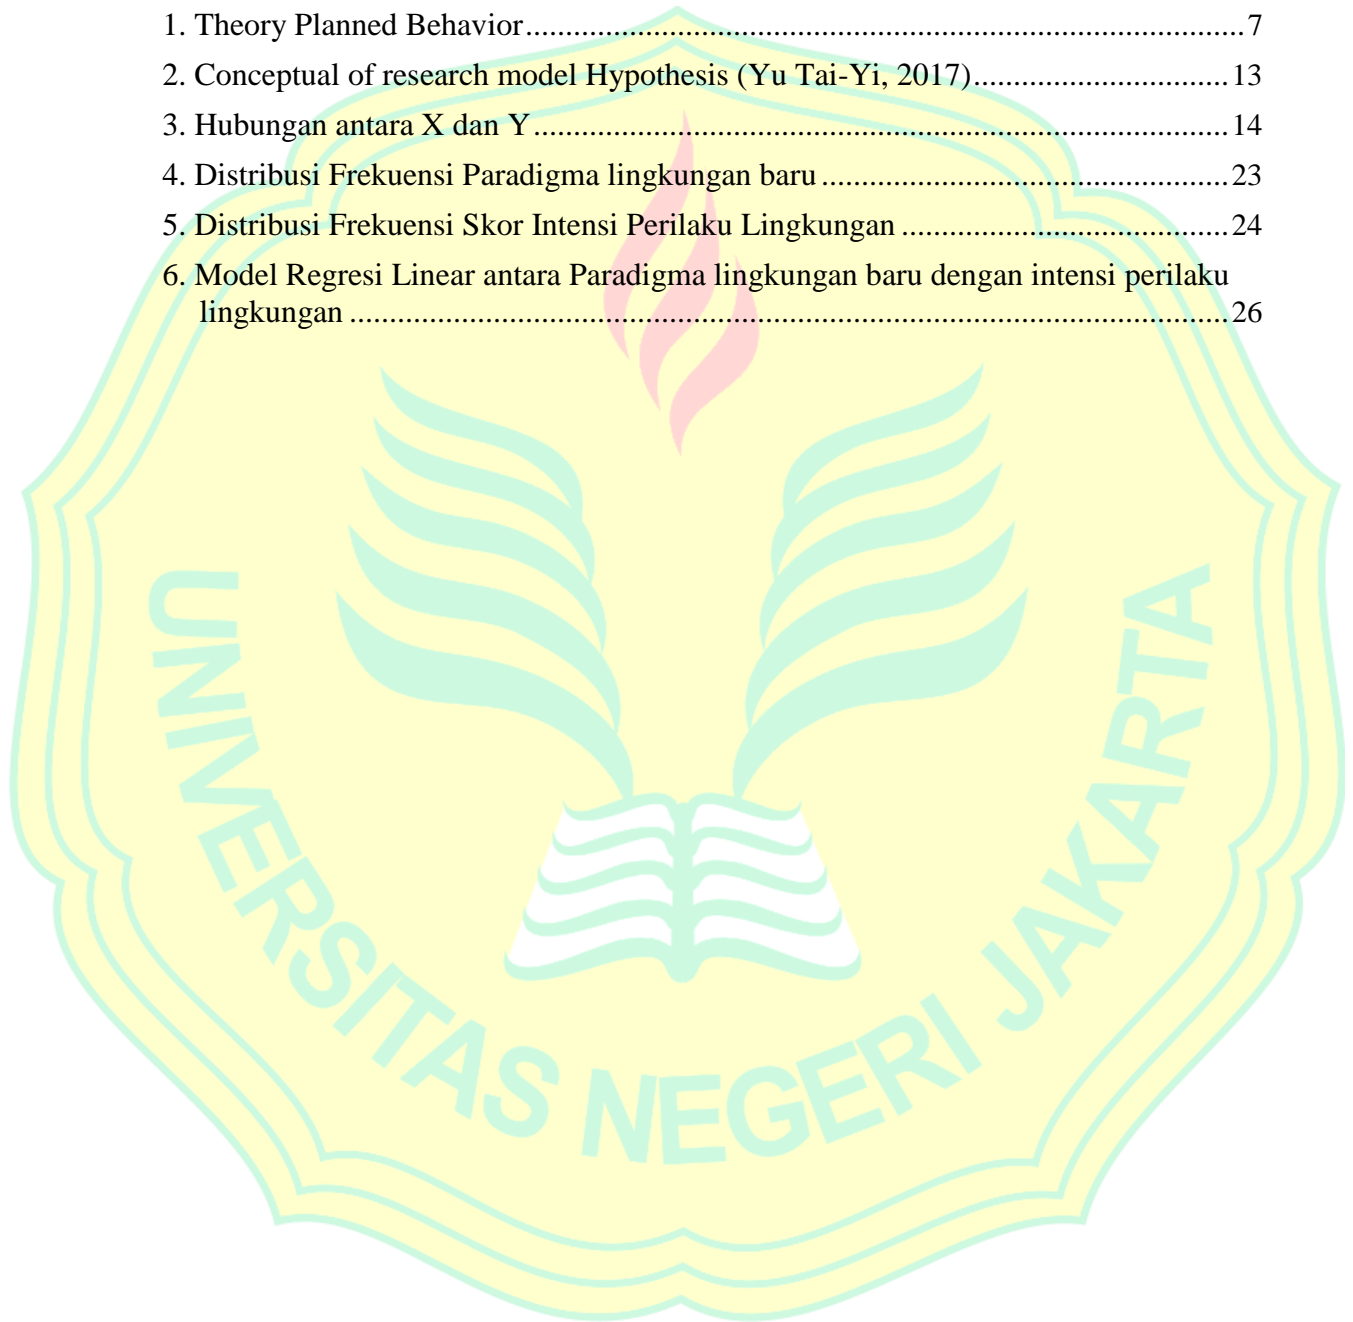 1. Theory Planned Behavior..........................................................................................7
2. Conceptual of research model Hypothesis (Yu Tai-Yi, 2017)................................13
3. Hubungan antara X dan Y.......................................................................................14
4. Distribusi Frekuensi Paradigma lingkungan baru...................................................23
5. Distribusi Frekuensi Skor Intensi Perilaku Lingkungan.........................................24
6. Model Regresi Linear antara Paradigma lingkungan baru dengan intensi perilaku
lingkungan..............................................................................................................26
UNIVERSITAS NEGERI JAKARTA